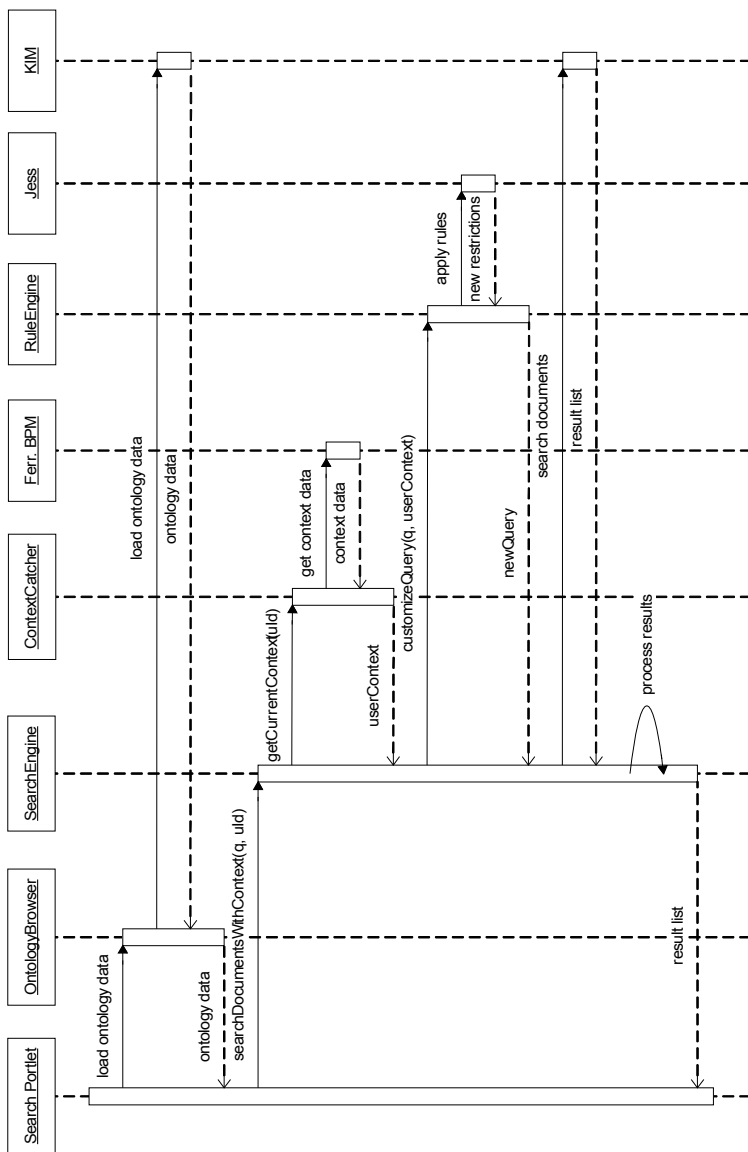 Search Portlet
OntologyBrowser
SearchEngine
ContextCatcher
Ferr. BPM
RuleEngine
Jess
KIM
load ontology data
load ontology data
ontology data
ontology data
searchDocumentsWithContext(q, uId)
getCurrentContext(uId)
get context data
context data
userContext
customizeQuery(q, userContext)
apply rules
new restrictions
newQuery
search documents
result list
process results
result list